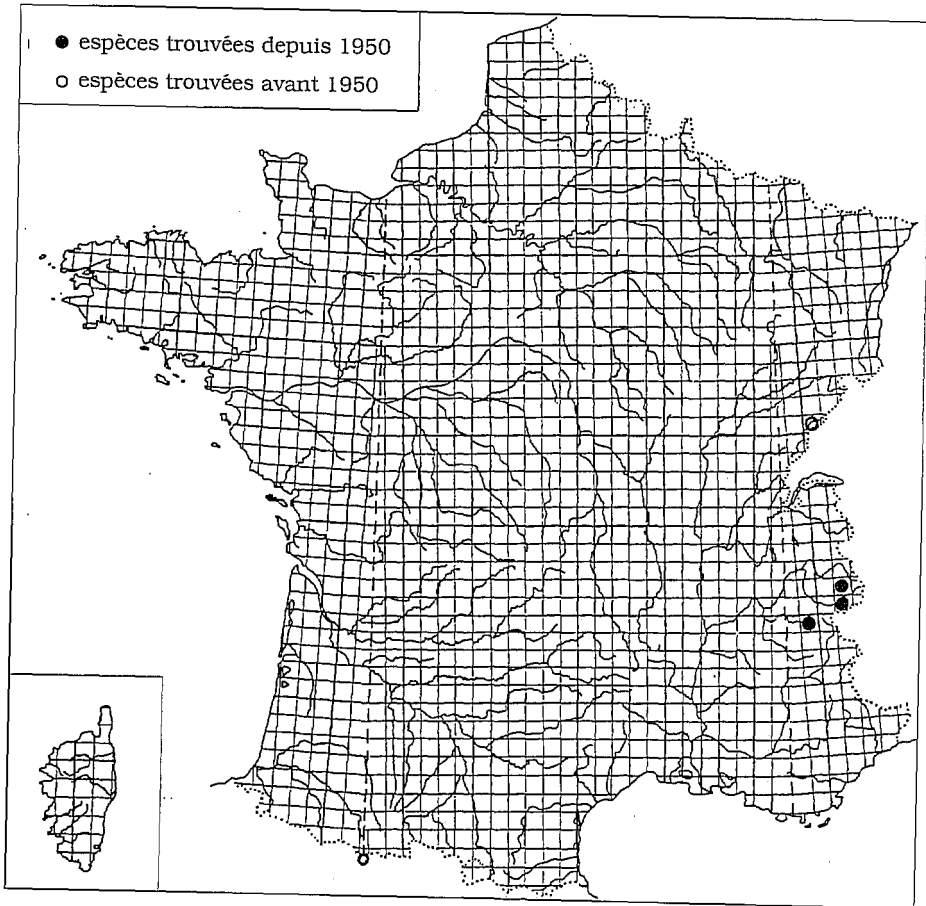 ● espèces trouvées depuis 1950
○ espèces trouvées avant 1950